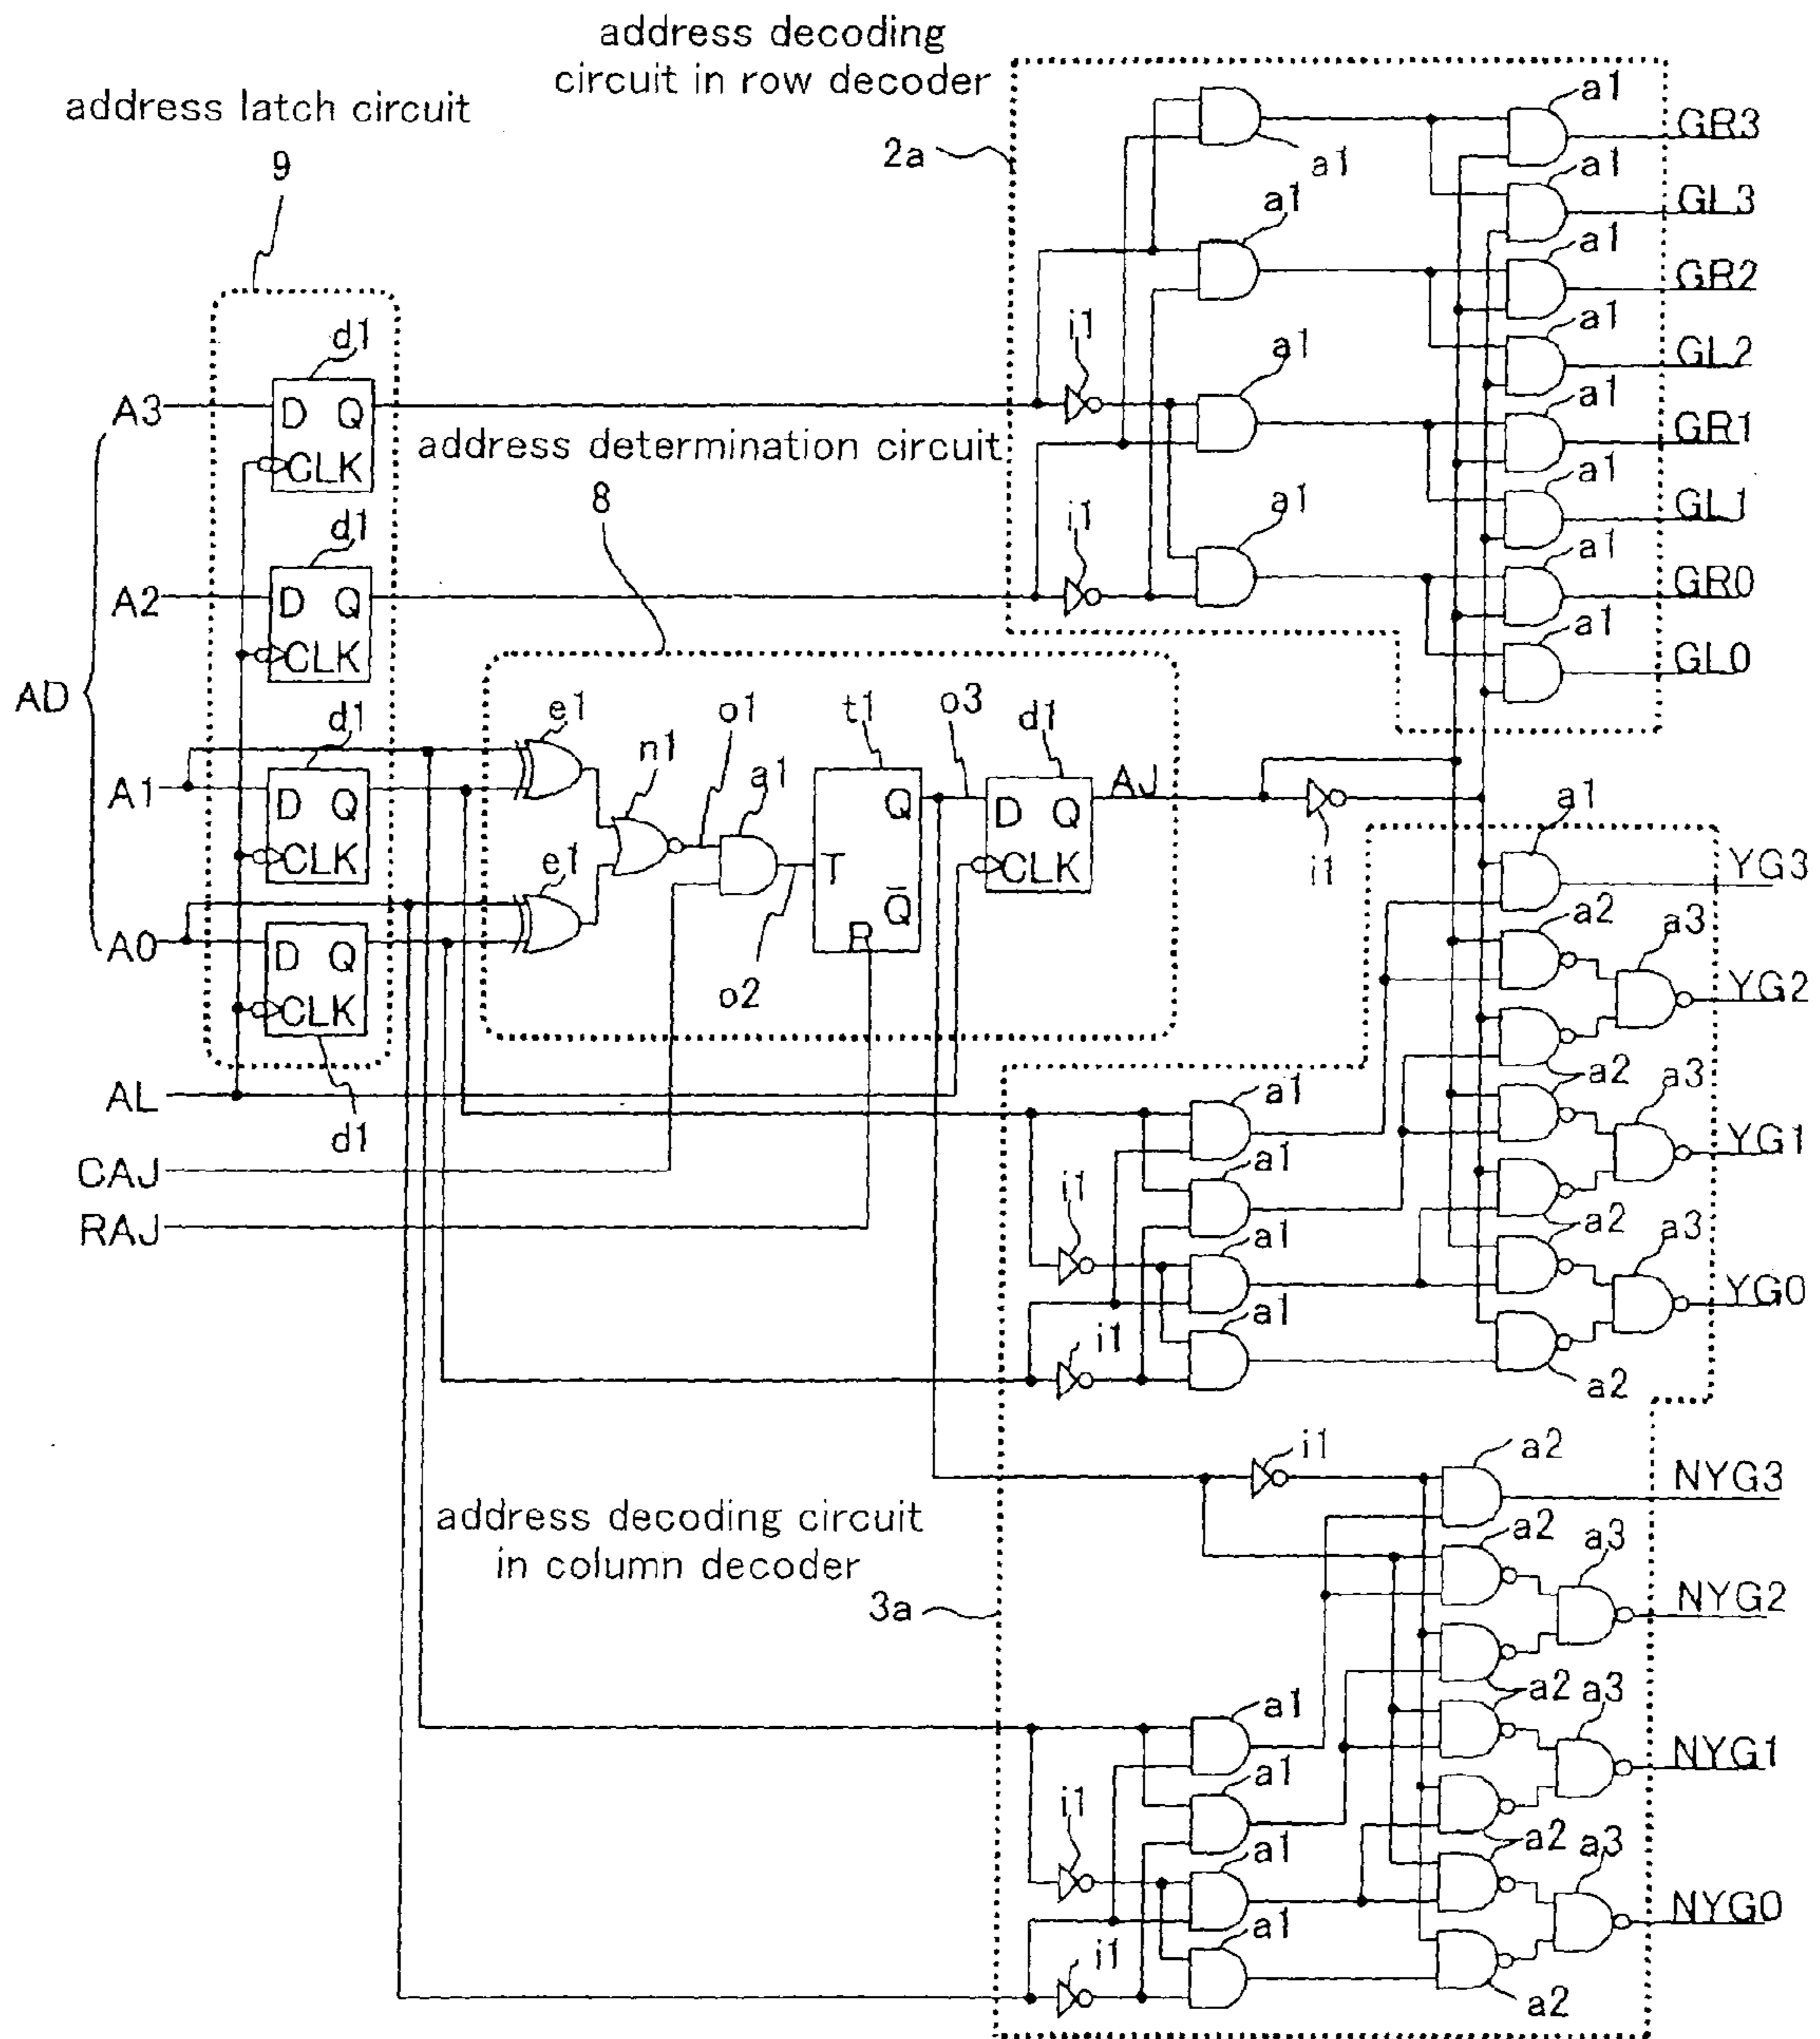 address decoding
circuit in row decoder
address latch circuit
9
2a
a1
a1
a1
a1
a1
a1
a1
a1
a1
a1
a1
a1
GR3
GL3
GR2
GL2
GR1
GL1
GR0
GL0
i1
i1
AD
A3
A2
A1
A0
d1
D Q
CLK
d1
D Q
CLK
d1
D Q
CLK
D Q
CLK
d1
address determination circuit
8
e1
e1
n1
o1
a1
o2
t1
T
Q
Q̄
R
o3
d1
D Q
CLK
AJ
i1
AL
CAJ
RAJ
a1
YG3
a2
a3
YG2
a2
a3
YG1
a2
a3
YG0
a2
a1
a1
a1
a1
i1
i1
address decoding circuit
in column decoder
3a
i1
a2
NYG3
a2
a3
NYG2
a2
a3
NYG1
a2
a3
NYG0
a2
a1
a1
a1
a1
i1
i1